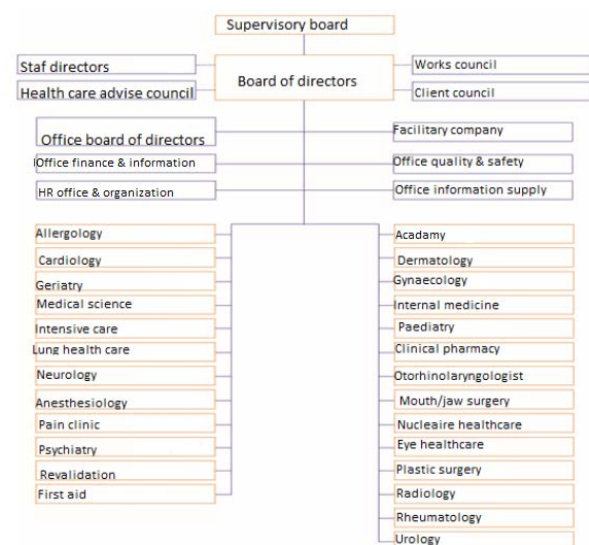 Supervisory board
Staf directors
Board of directors
Works council
Health care advise council
Client council
Office board of directors
Facilitary company
Office finance & information
Office quality & safety
HR office & organization
Office information supply
Allergology
Cardiology
Geriatry
Medical science
Intensive care
Lung health care
Neurology
Anesthesiology
Pain clinic
Psychiatry
Revalidation
First aid
Acadamy
Dermatology
Gynaecology
Internal medicine
Paediatry
Clinical pharmacy
Otorhinolaryngologist
Mouth/jaw surgery
Nucleaire healthcare
Eye healthcare
Plastic surgery
Radiology
Rheumatology
Urology